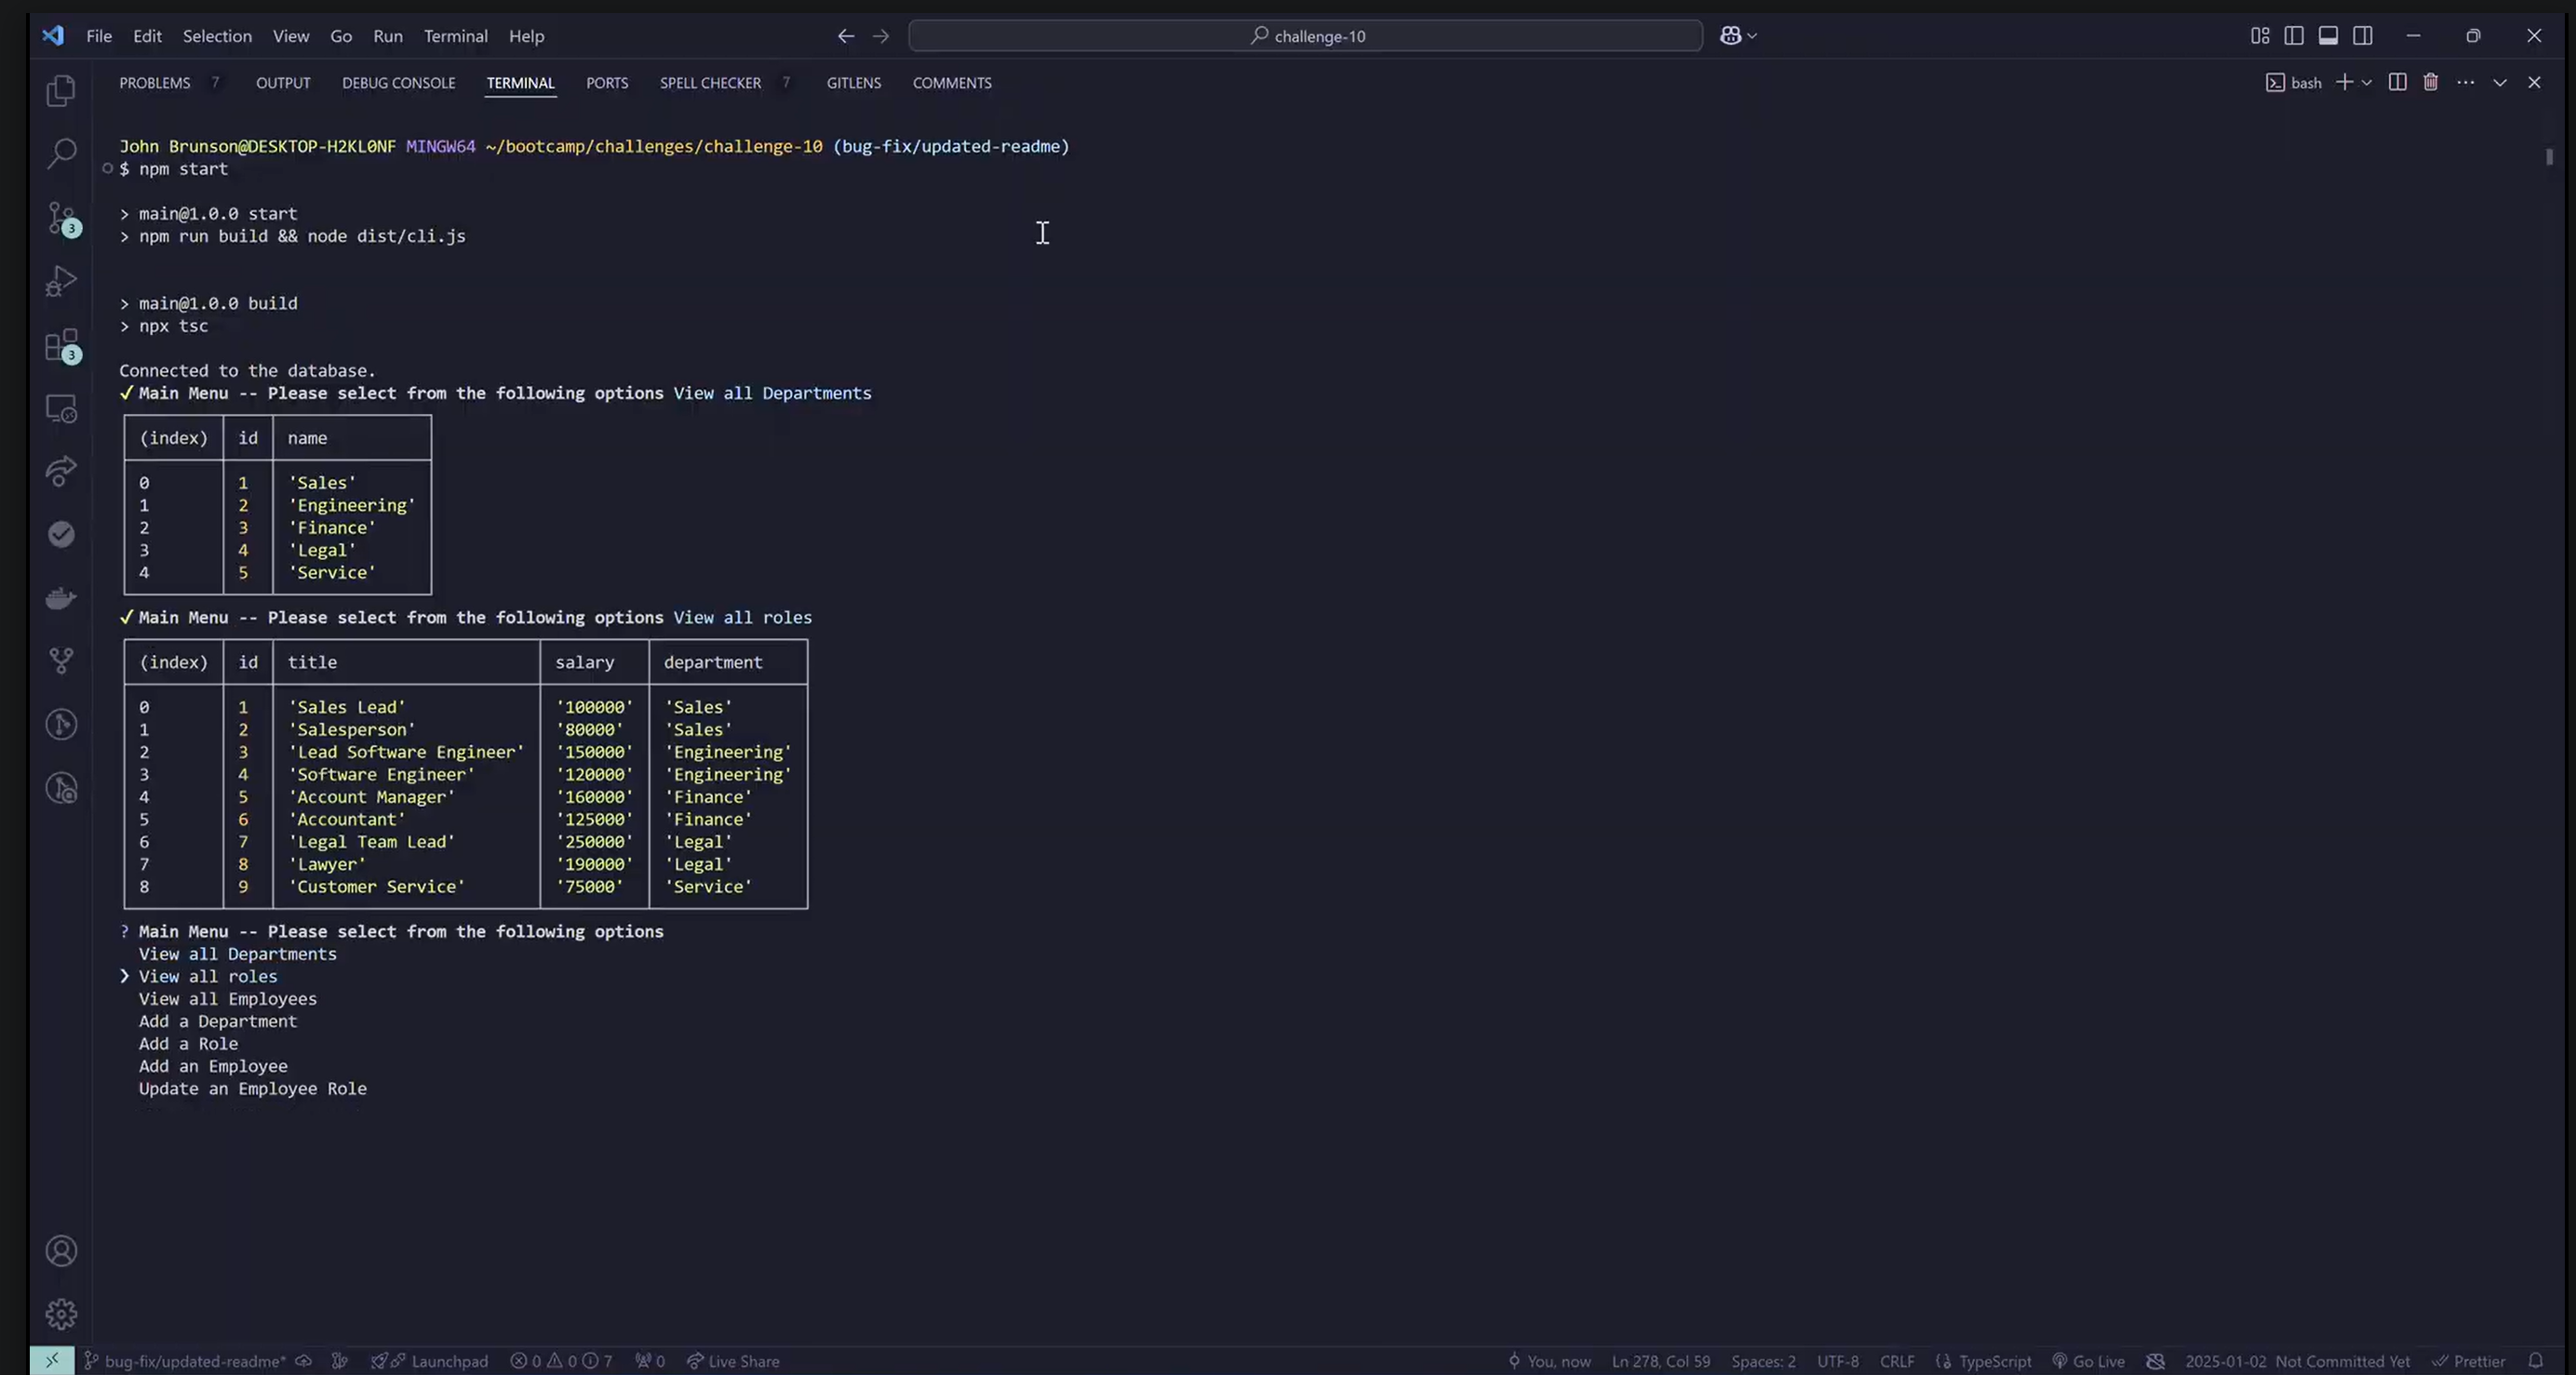 File Edit Selection View Go Run Terminal Help
challenge-10
PROBLEMS 7 OUTPUT DEBUG CONSOLE TERMINAL PORTS SPELL CHECKER 7 GITLENS COMMENTS
bash
John Brunson@DESKTOP-H2KL0NF MINGW64 ~/bootcamp/challenges/challenge-10 (bug-fix/updated-readme)
$ npm start
> main@1.0.0 start
> npm run build && node dist/cli.js
> main@1.0.0 build
> npx tsc
Connected to the database.
✓ Main Menu -- Please select from the following options View all Departments
(index) id name
0 1 'Sales'
1 2 'Engineering'
2 3 'Finance'
3 4 'Legal'
4 5 'Service'
✓ Main Menu -- Please select from the following options View all roles
(index) id title salary department
0 1 'Sales Lead' '100000' 'Sales'
1 2 'Salesperson' '80000' 'Sales'
2 3 'Lead Software Engineer' '150000' 'Engineering'
3 4 'Software Engineer' '120000' 'Engineering'
4 5 'Account Manager' '160000' 'Finance'
5 6 'Accountant' '125000' 'Finance'
6 7 'Legal Team Lead' '250000' 'Legal'
7 8 'Lawyer' '190000' 'Legal'
8 9 'Customer Service' '75000' 'Service'
? Main Menu -- Please select from the following options
View all Departments
❯ View all roles
View all Employees
Add a Department
Add a Role
Add an Employee
Update an Employee Role
3
3
bug-fix/updated-readme* Launchpad 0 0 7 0 Live Share You, now Ln 278, Col 59 Spaces: 2 UTF-8 CRLF TypeScript Go Live 2025-01-02 Not Committed Yet Prettier